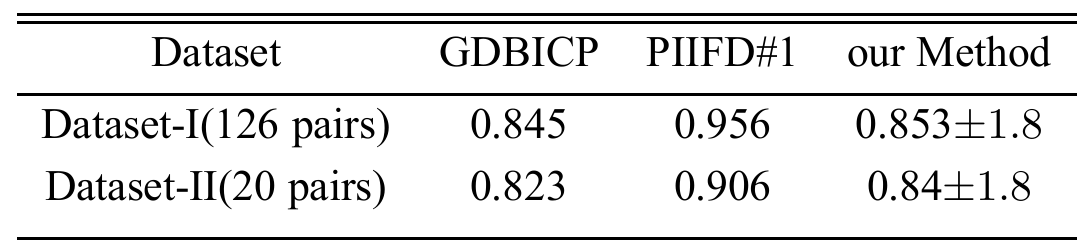 Dataset GDBICP PIIFD#1 our Method
Dataset-I(126 pairs) 0.845 0.956 0.853±1.8
Dataset-II(20 pairs) 0.823 0.906 0.84±1.8